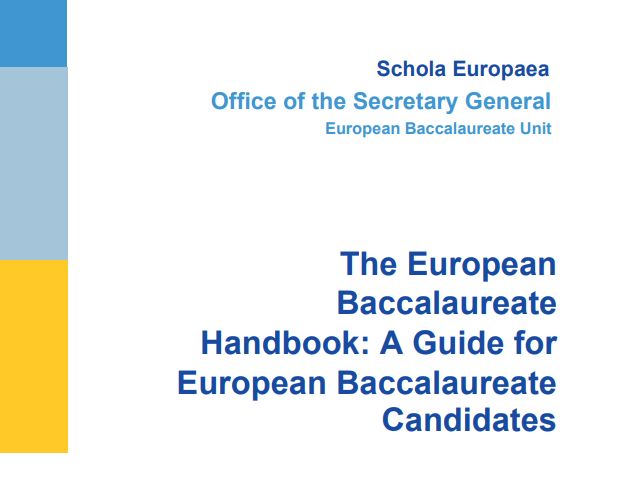 Schola Europaea
Office of the Secretary General
European Baccalaureate Unit
The European
Baccalaureate
Handbook: A Guide for
European Baccalaureate
Candidates